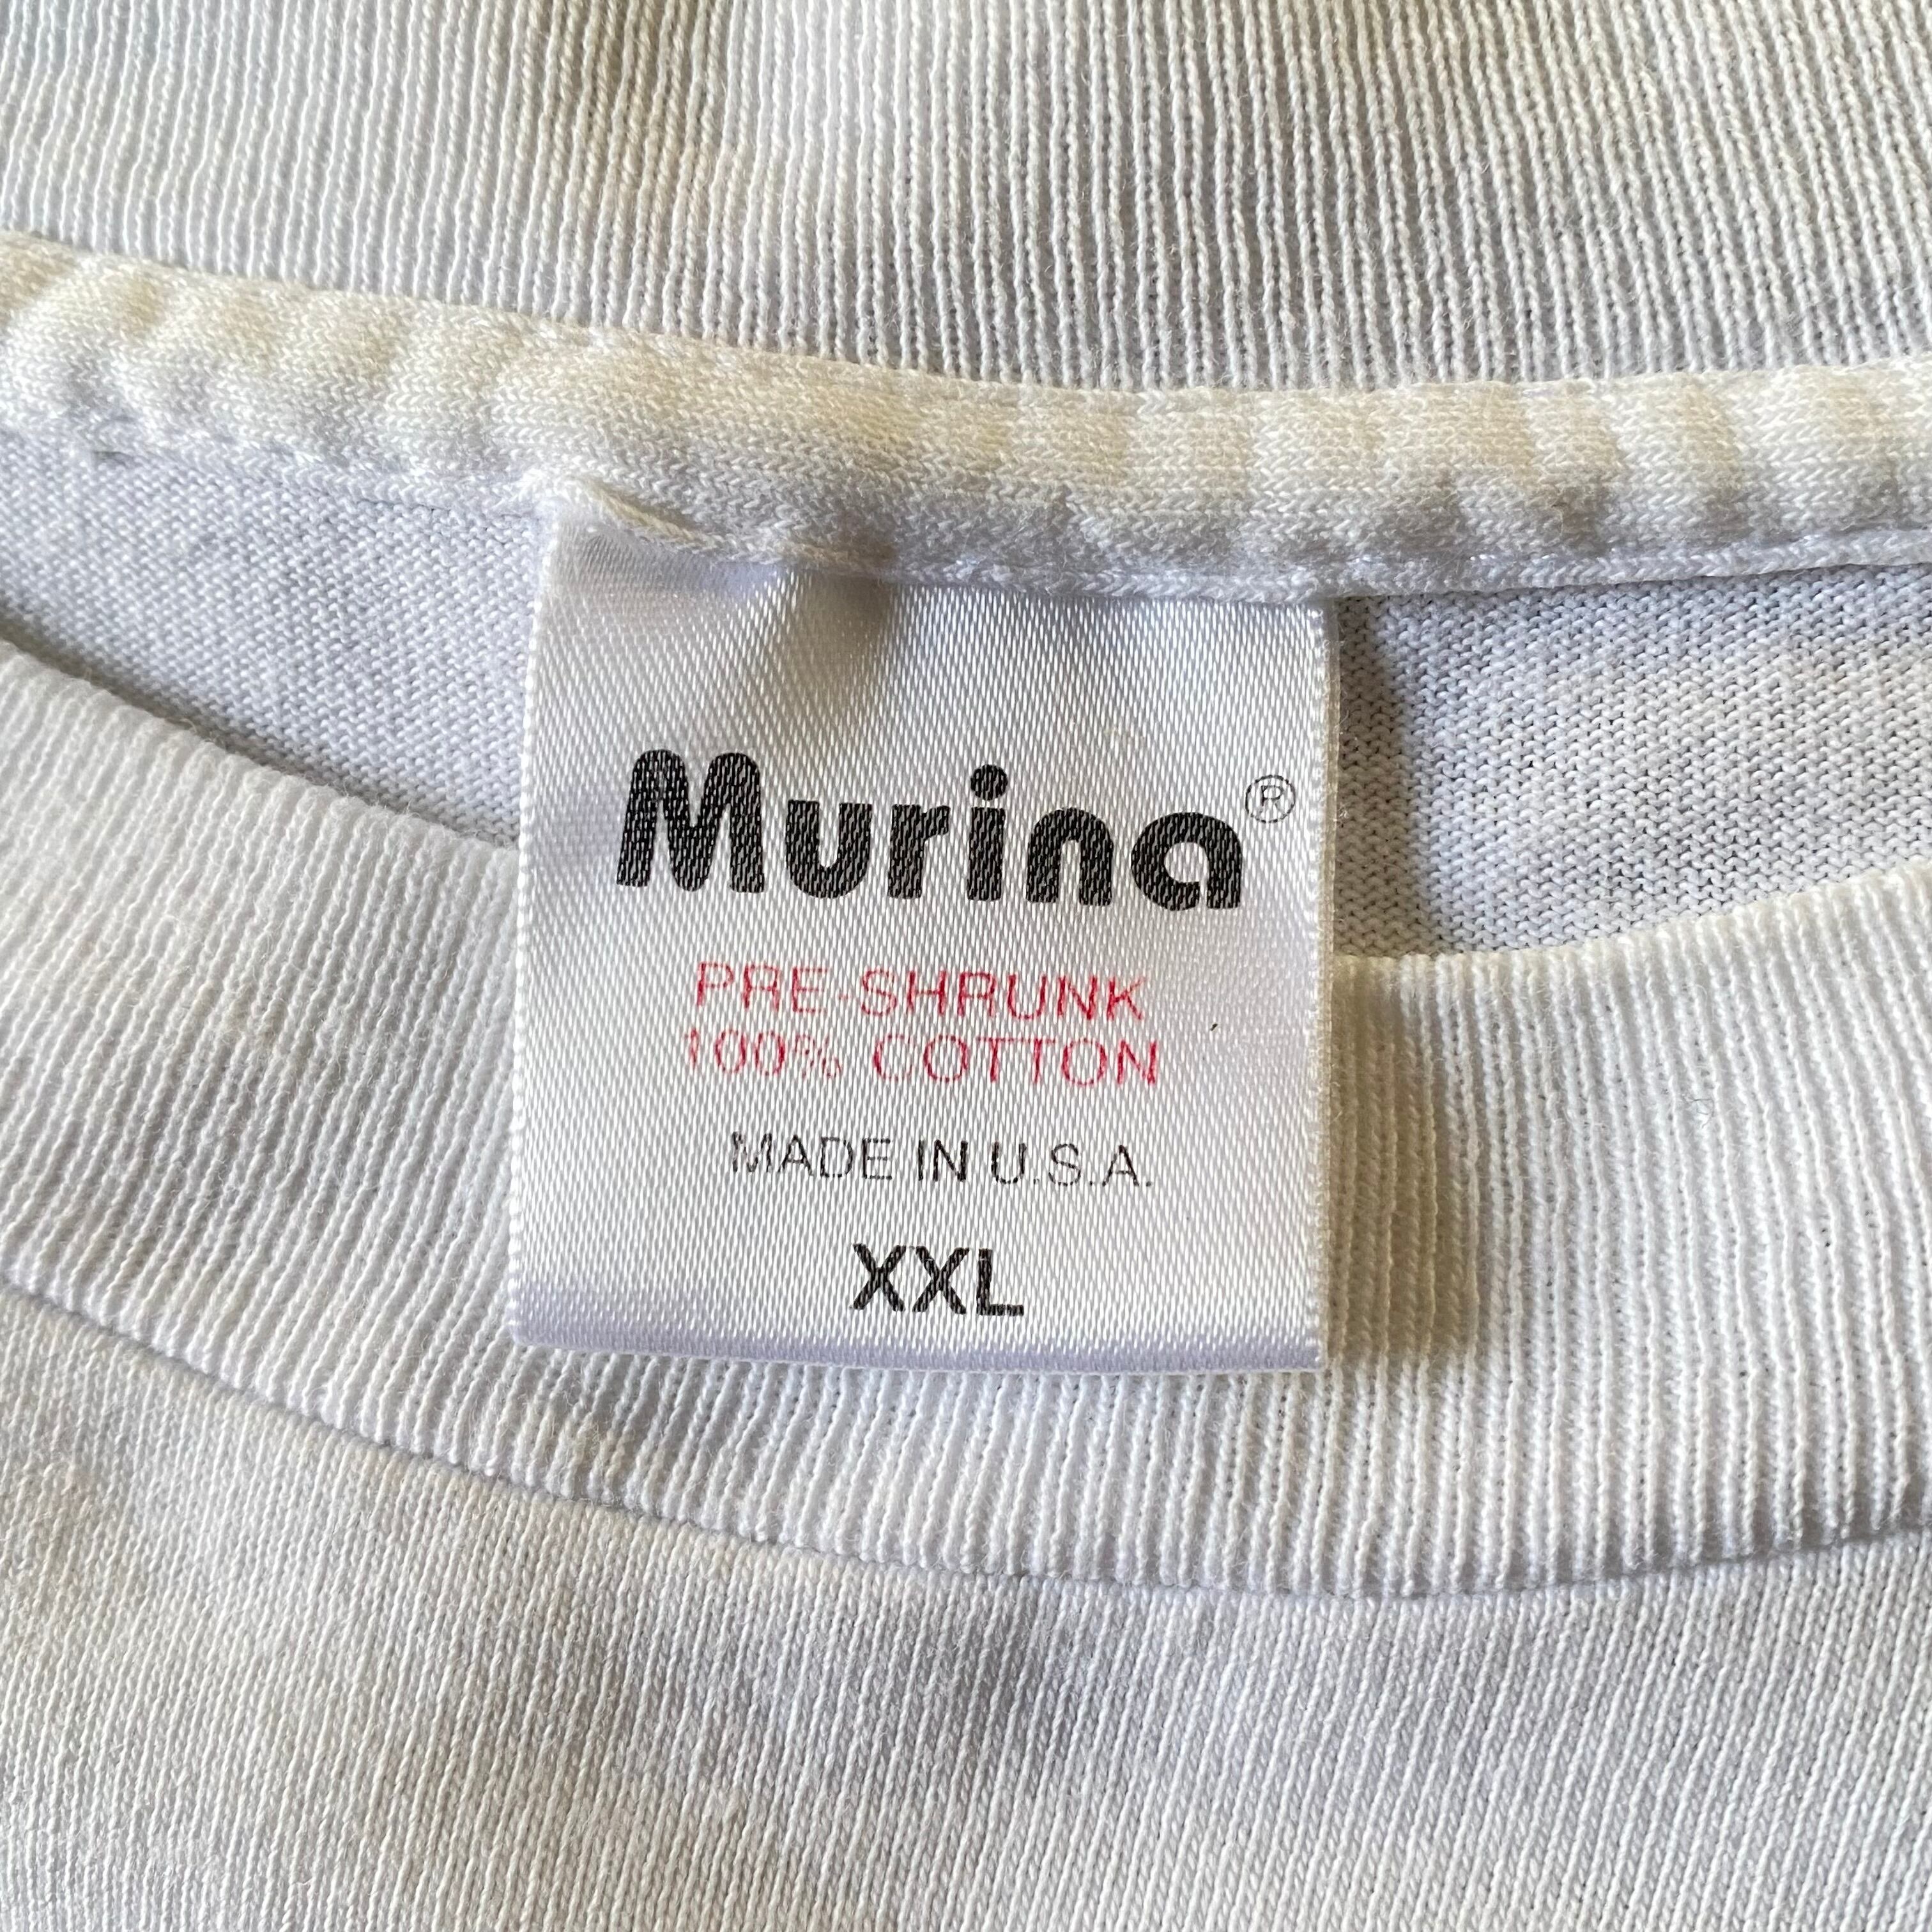 Murina®
PRE-SHRUNK
100% COTTON
MADE IN U.S.A.
XXL